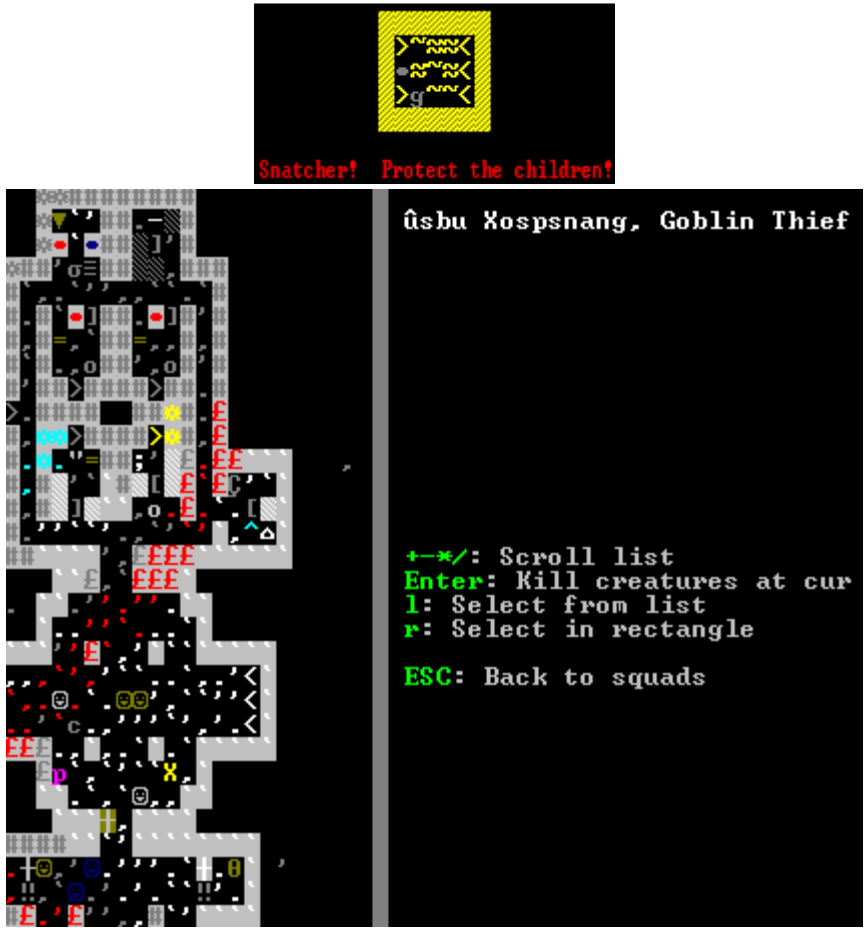 Snatcher! Protect the children!
ûsbu Xospsnang, Goblin Thief
+-*/: Scroll list
Enter: Kill creatures at cur
l: Select from list
r: Select in rectangle
ESC: Back to squads